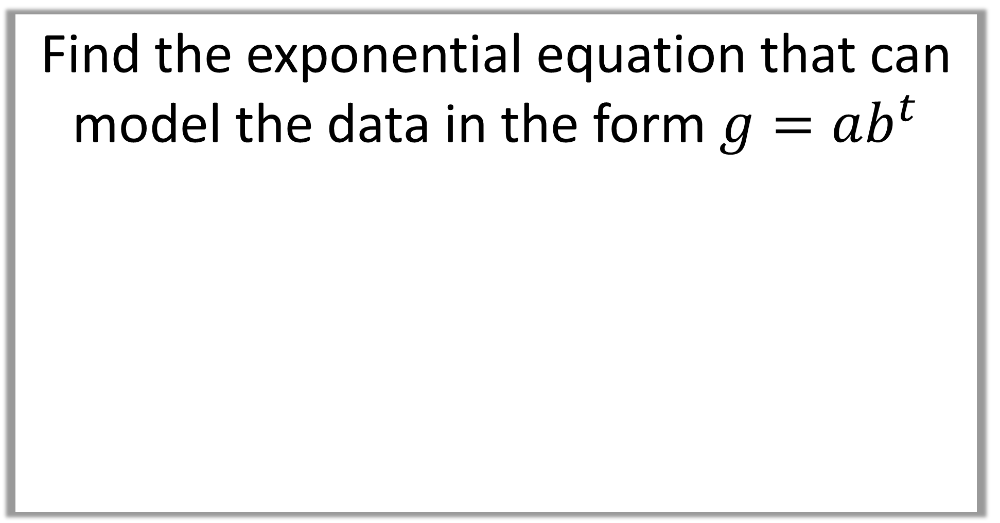 Find the exponential equation that can
model the data in the form $g = ab^t$